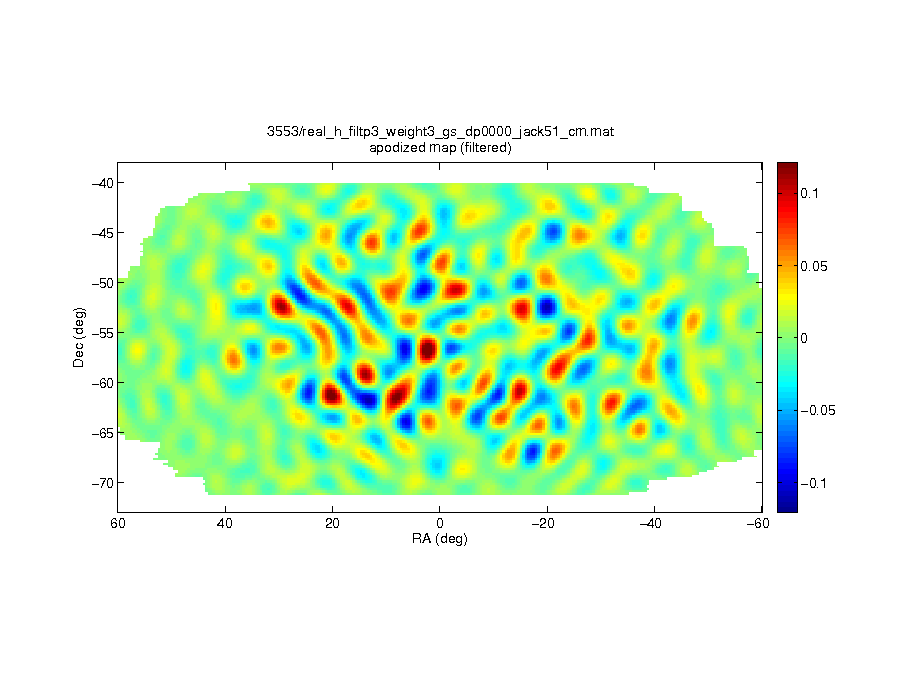 3553/real_h_filtp3_weight3_gs_dp0000_jack51_cm.mat
apodized map (filtered)
−40
−45
−50
−55
−60
−65
−70
Dec (deg)
60 40 20 0 −20 −40 −60
RA (deg)
0.1
0.05
0
−0.05
−0.1